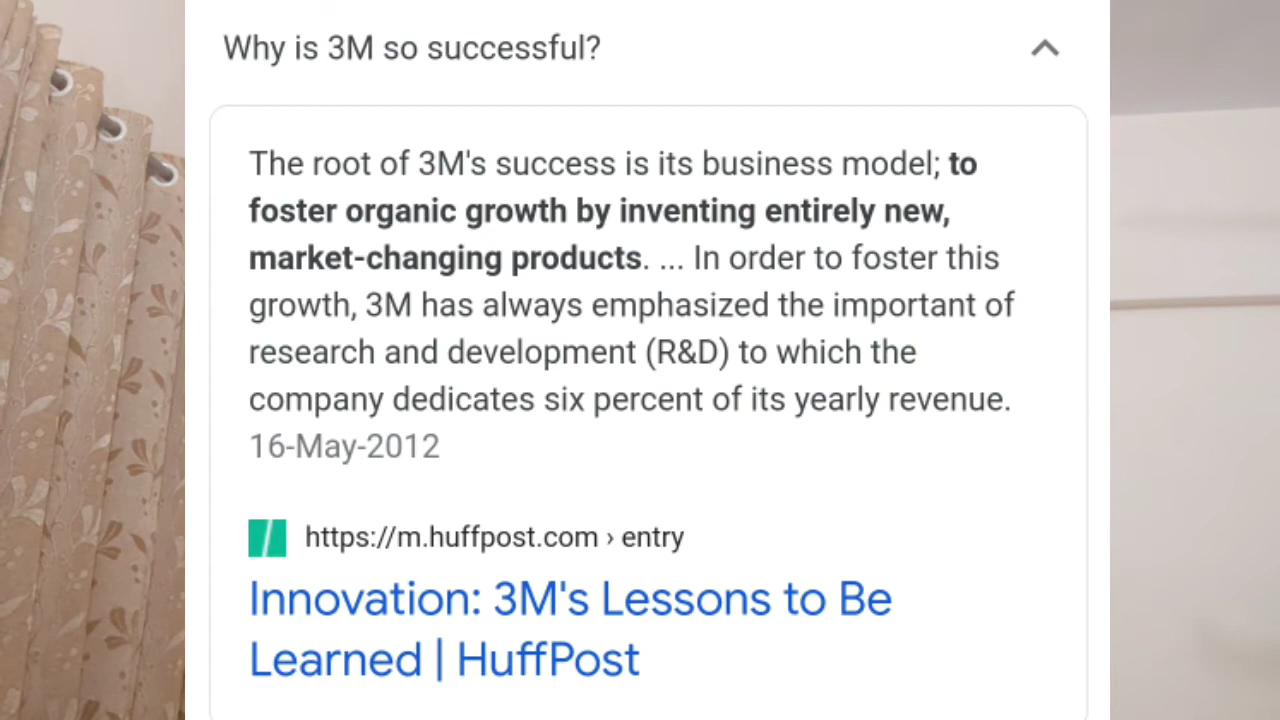 Why is 3M so successful?
The root of 3M's success is its business model; to
foster organic growth by inventing entirely new,
market-changing products. ... In order to foster this
growth, 3M has always emphasized the important of
research and development (R&D) to which the
company dedicates six percent of its yearly revenue.
16-May-2012
https://m.huffpost.com › entry
Innovation: 3M's Lessons to Be
Learned | HuffPost